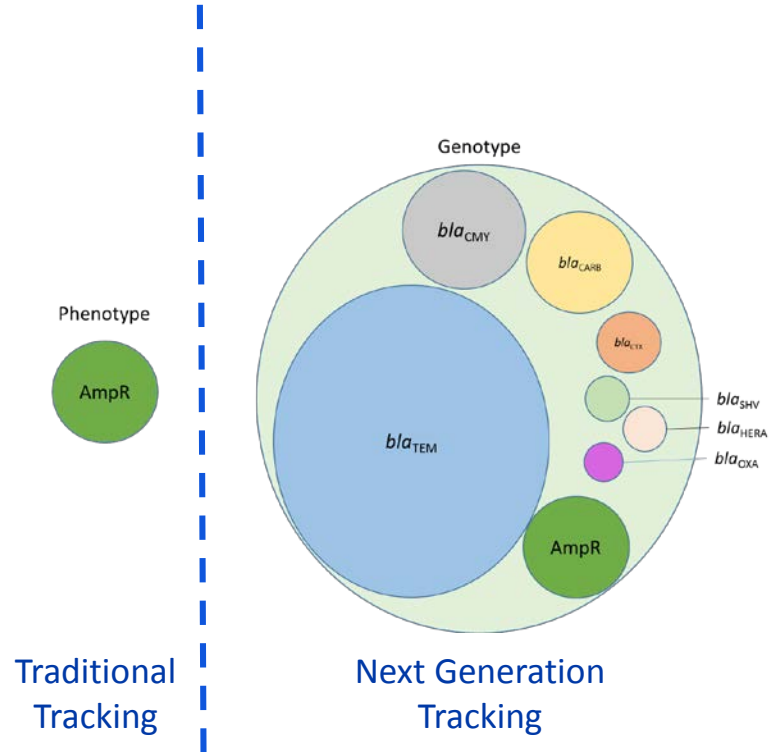 Genotype
blaCMY
blaCARB
Phenotype
blaCTX
AmpR
blaSHV
blaHERA
blaTEM
blaOXA
AmpR
Traditional
Tracking
Next Generation
Tracking